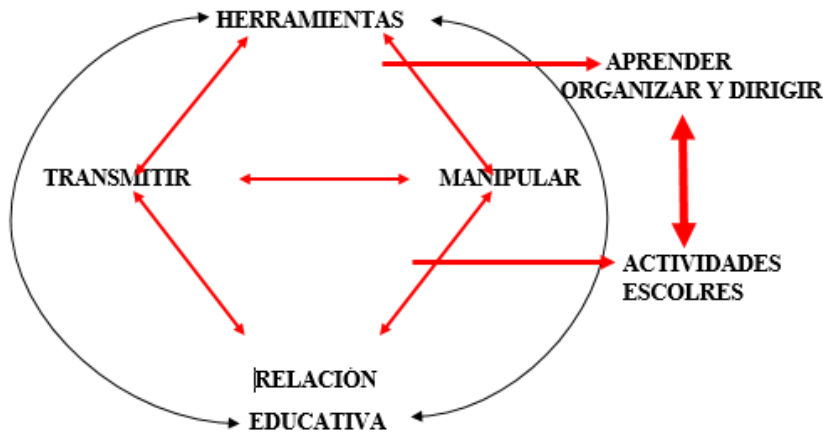 HERRAMIENTAS
APRENDER
ORGANIZAR Y DIRIGIR
TRANSMITIR
MANIPULAR
ACTIVIDADES
ESCOLRES
RELACIÓN
EDUCATIVA